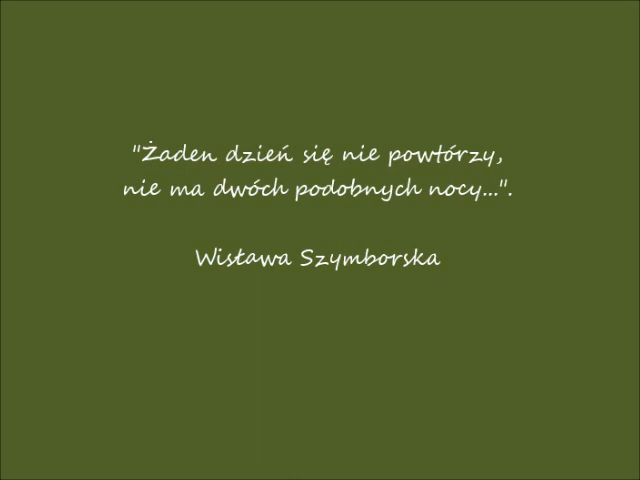 "Żaden dzień się nie powtórzy,
nie ma dwóch podobnych nocy...".
Wisława Szymborska